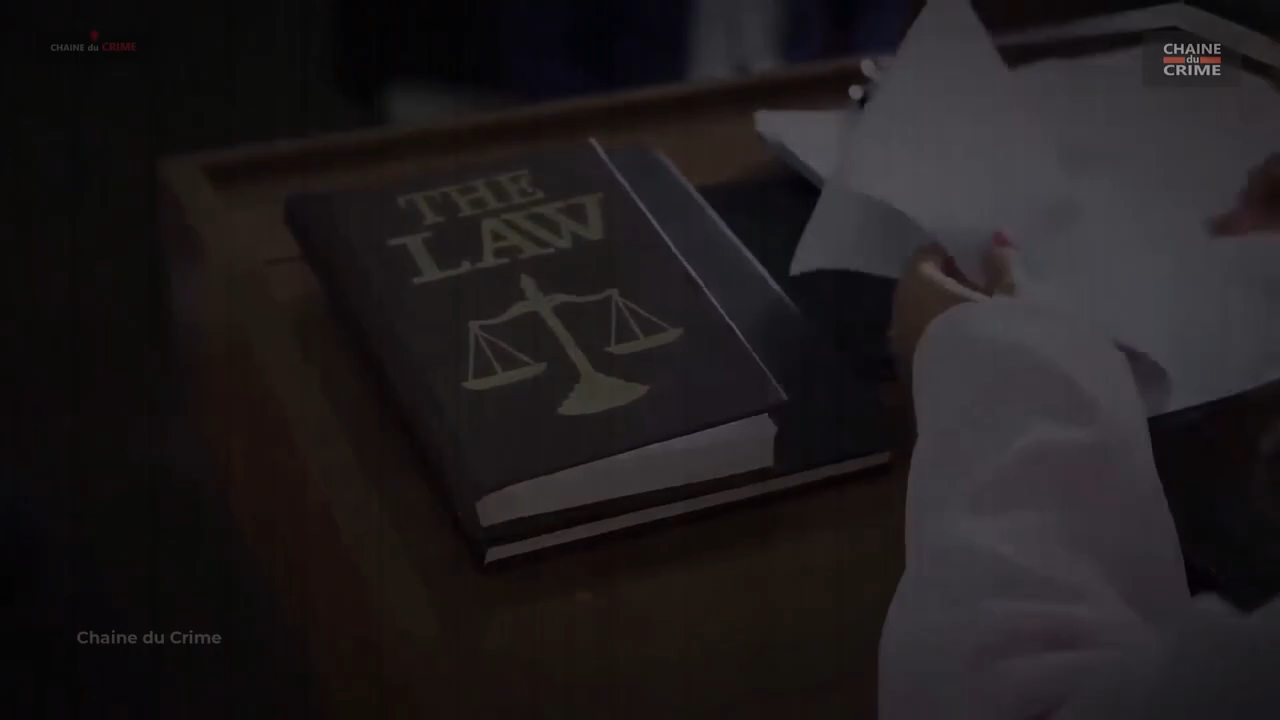 CHAINE du CRIME
CHAINE
du
CRIME
THE
LAW
Chaine du Crime